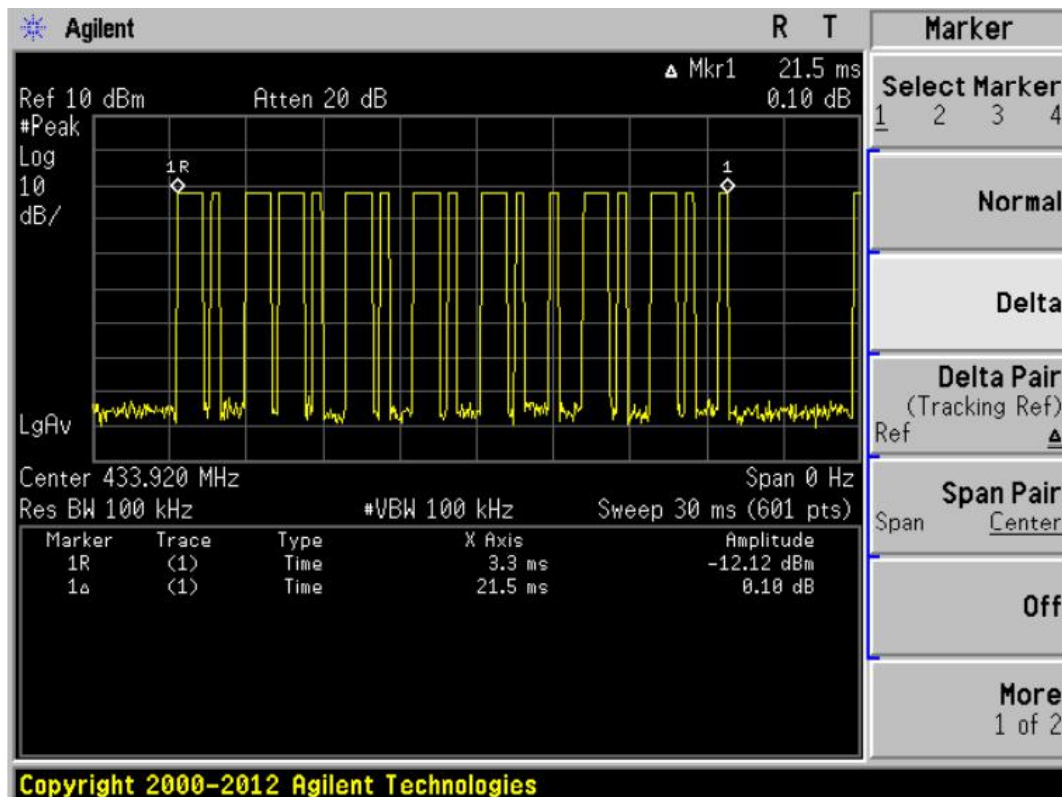 Agilent R T
Δ Mkr1 21.5 ms
Ref 10 dBm Atten 20 dB 0.10 dB
#Peak
Log
10
dB/
1R 1
LgAv
Center 433.920 MHz Span 0 Hz
Res BW 100 kHz #VBW 100 kHz Sweep 30 ms (601 pts)
Marker Trace Type X Axis Amplitude
1R (1) Time 3.3 ms -12.12 dBm
1Δ (1) Time 21.5 ms 0.10 dB
Marker
Select Marker
1 2 3 4
Normal
Delta
Delta Pair
(Tracking Ref)
Ref Δ
Span Pair
Span Center
Off
More
1 of 2
Copyright 2000-2012 Agilent Technologies